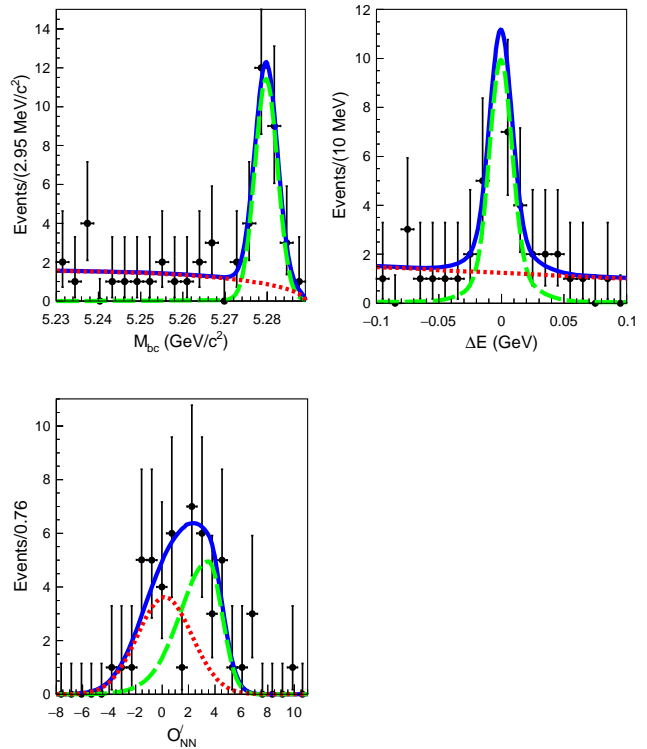 Events/(2.95 MeV/c²)
14
12
10
8
6
4
2
0
5.23 5.24 5.25 5.26 5.27 5.28
M_bc (GeV/c²)
Events/(10 MeV)
12
10
8
6
4
2
0
−0.1 −0.05 0 0.05 0.1
ΔE (GeV)
Events/0.76
10
8
6
4
2
0
−8 −6 −4 −2 0 2 4 6 8 10
O′_NN